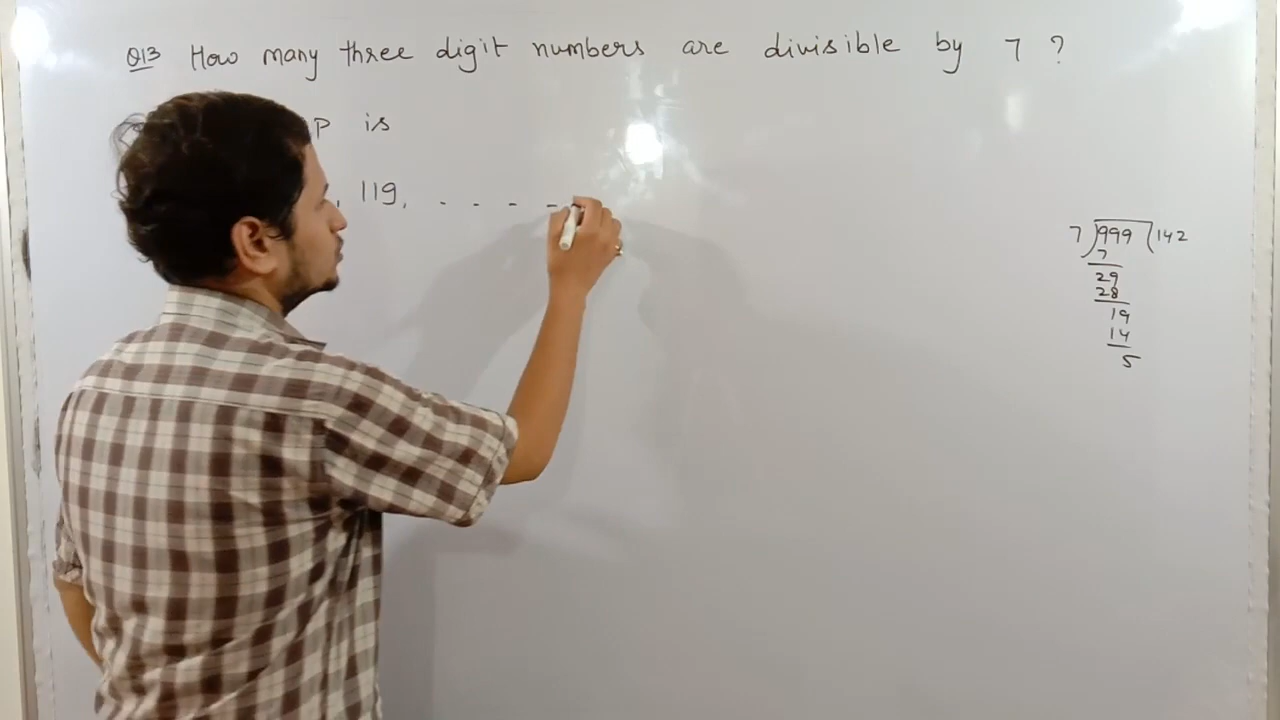 Q13 How many three digit numbers are divisible by 7 ?
P is
, 119, . - - -
7 999 142
7
29
28
19
14
5